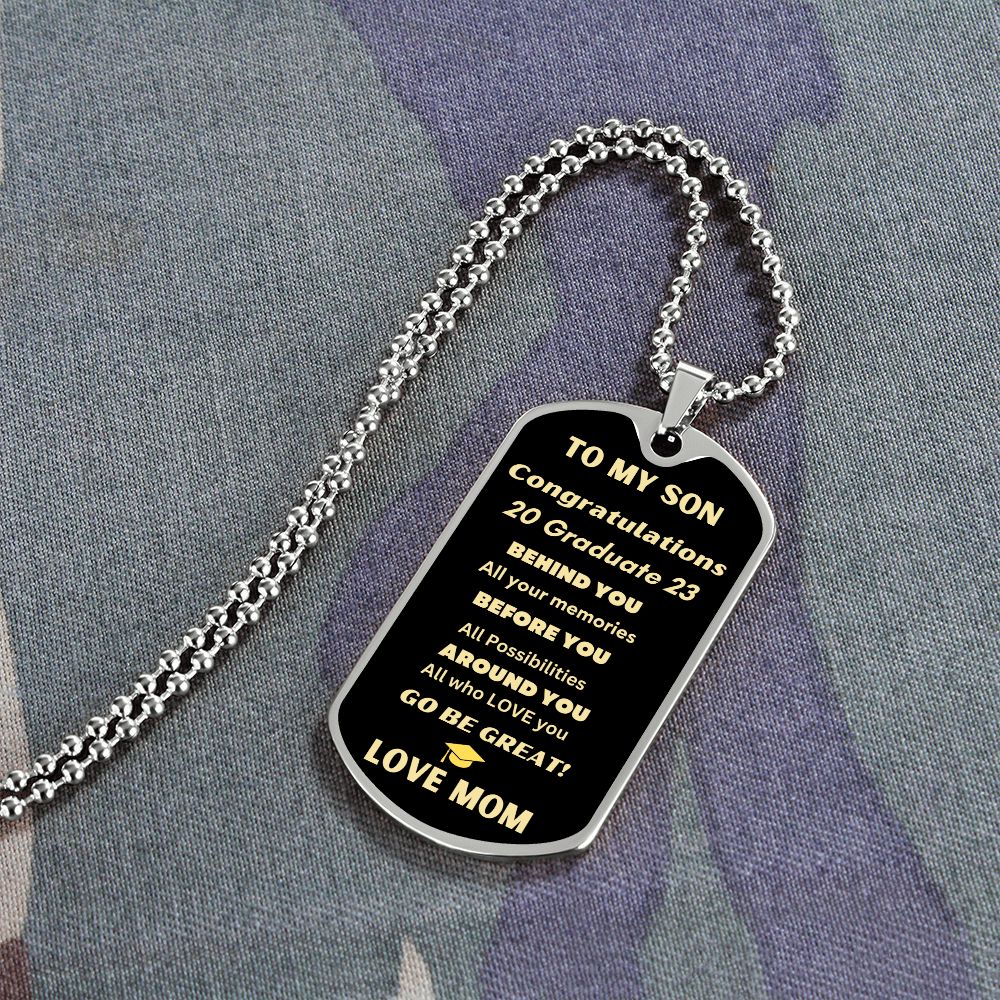 TO MY SON
Congratulations
20 Graduate 23
BEHIND YOU
All your memories
BEFORE YOU
All Possibilities
AROUND YOU
All who LOVE you
GO BE GREAT!
LOVE MOM